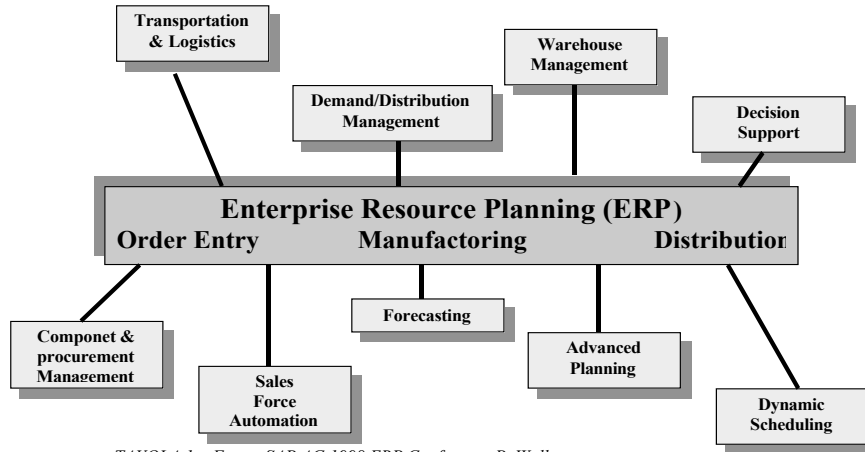 Transportation
& Logistics
Warehouse
Management
Demand/Distribution
Management
Decision
Support
Enterprise Resource Planning (ERP)
Order Entry Manufactoring Distribution
Componet &
procurement
Management
Sales
Force
Automation
Forecasting
Advanced
Planning
Dynamic
Scheduling